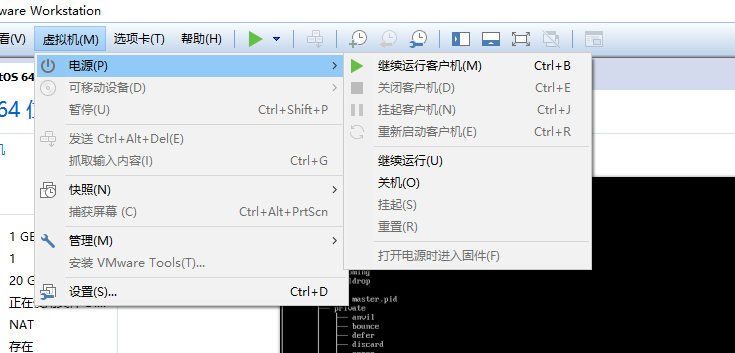 ware Workstation
看(V) 虚拟机(M) 选项卡(T) 帮助(H)
tOS 64
64 位
机
1 GB
1
20 G
NAT
存在
电源(P)
可移动设备(D)
暂停(U) Ctrl+Shift+P
发送 Ctrl+Alt+Del(E)
抓取输入内容(I) Ctrl+G
快照(N)
捕获屏幕 (C) Ctrl+Alt+PrtScn
管理(M)
安装 VMware Tools(T)...
设置(S)... Ctrl+D
继续运行客户机(M) Ctrl+B
关闭客户机(D) Ctrl+E
挂起客户机(N) Ctrl+J
重新启动客户机(E) Ctrl+R
继续运行(U)
关机(O)
挂起(S)
重置(R)
打开电源时进入固件(F)
ming
ldrop
master.pid
private
anvil
bounce
defer
discard